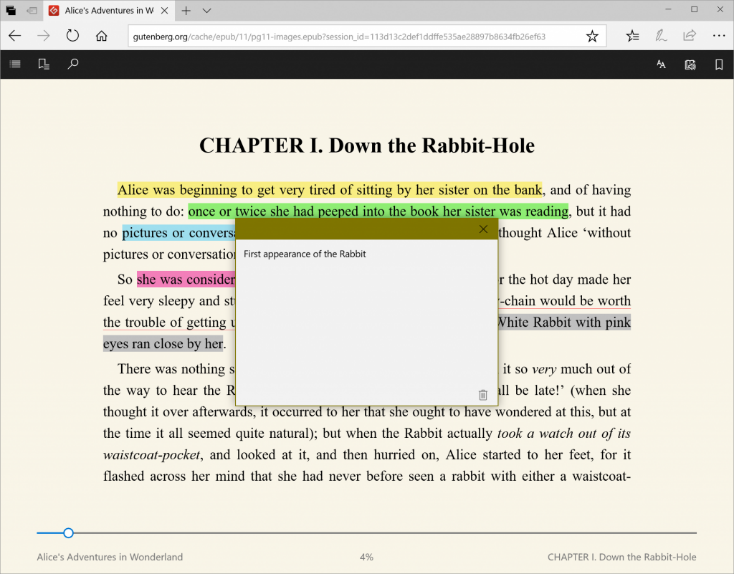 Alice's Adventures in Wonderland
gutenberg.org/cache/epub/11/pg11-images.epub?session_id=113d13c2def1ddffe535ae28897b8634fb26ef63
CHAPTER I. Down the Rabbit-Hole
Alice was beginning to get very tired of sitting by her sister on the bank, and of having
nothing to do: once or twice she had peeped into the book her sister was reading, but it had
no pictures or conversa thought Alice ‘without
pictures or conversation
First appearance of the Rabbit
So she was consider er the hot day made her
feel very sleepy and st y-chain would be worth
the trouble of getting u White Rabbit with pink
eyes ran close by her.
There was nothing s it so very much out of
the way to hear the R all be late!’ (when she
thought it over afterwards, it occurred to her that she ought to have wondered at this, but at
the time it all seemed quite natural); but when the Rabbit actually took a watch out of its
waistcoat-pocket, and looked at it, and then hurried on, Alice started to her feet, for it
flashed across her mind that she had never before seen a rabbit with either a waistcoat-
Alice's Adventures in Wonderland 4% CHAPTER I. Down the Rabbit-Hole